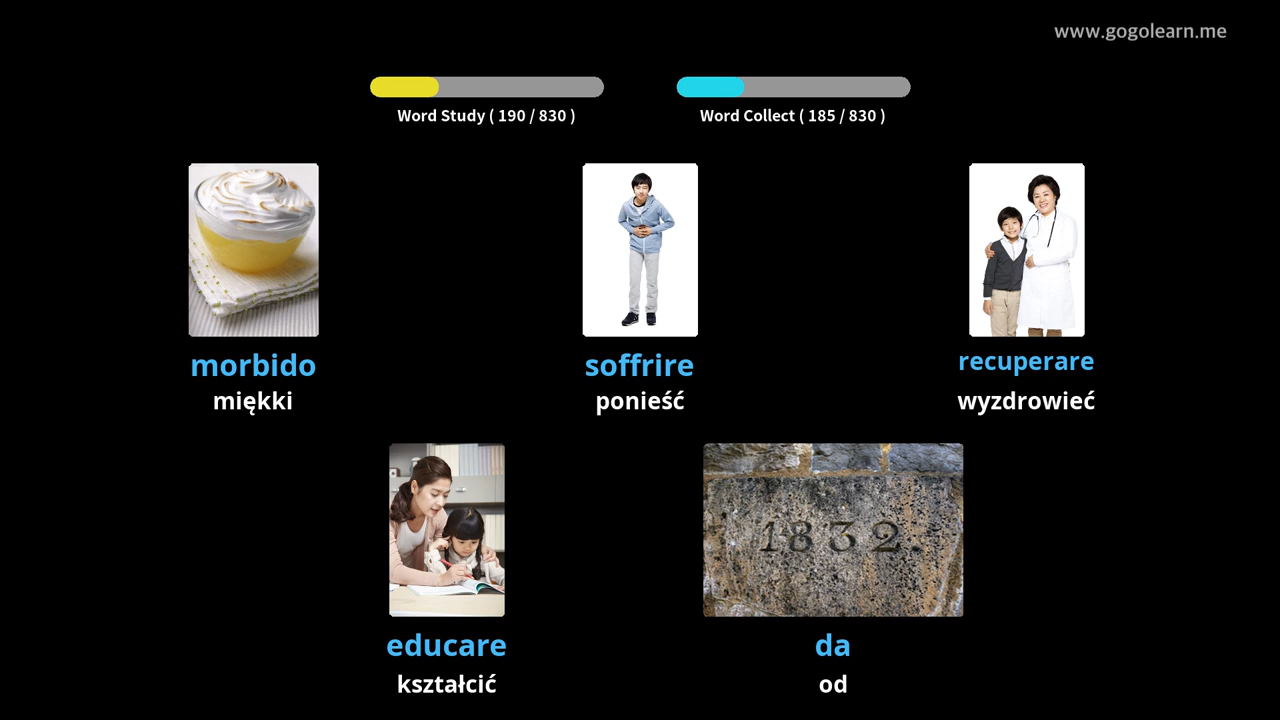 www.gogolearn.me
Word Study ( 190 / 830 )
Word Collect ( 185 / 830 )
morbido
miękki
soffrire
ponieść
recuperare
wyzdrowieć
1832.
educare
kształcić
da
od